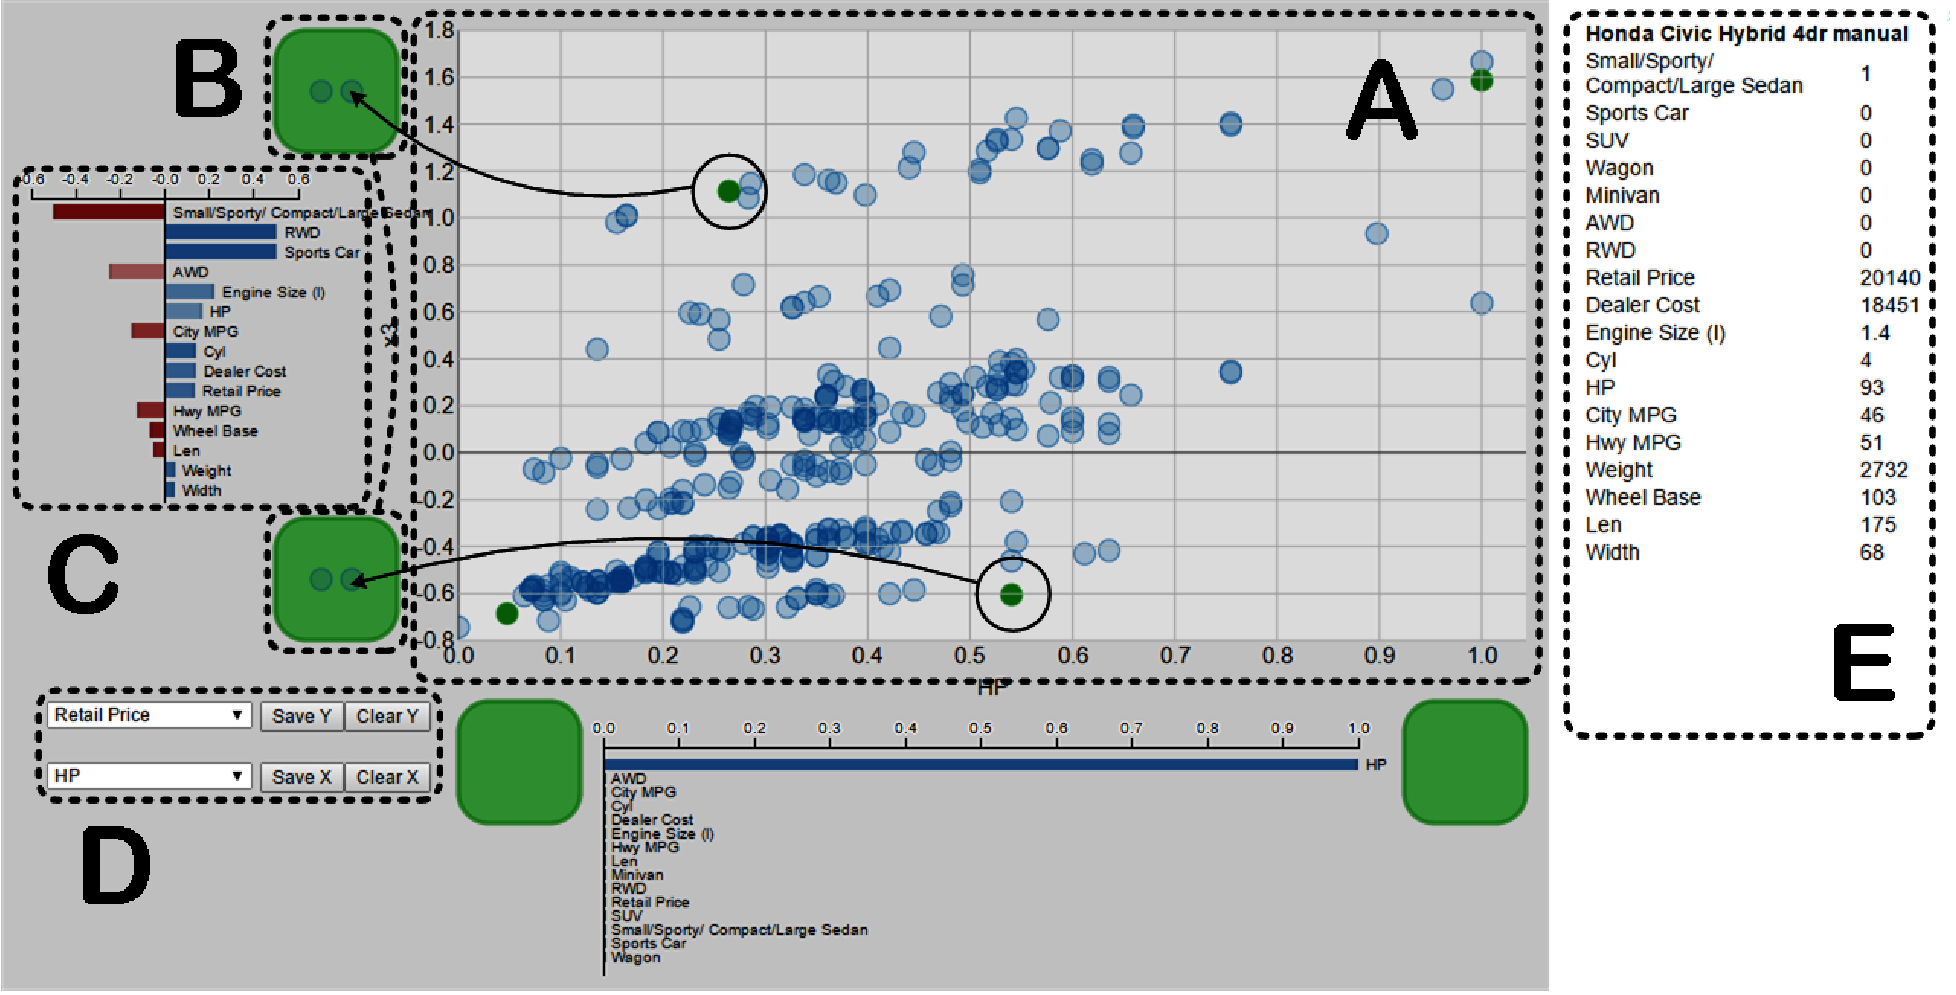 B
A
C
D
E
1.8
1.6
1.4
1.2
1.0
0.8
0.6
0.4
0.2
0.0
-0.2
-0.4
-0.6
-0.8
0.0 0.1 0.2 0.3 0.4 0.5 0.6 0.7 0.8 0.9 1.0
HP
-0.6 -0.4 -0.2 -0.0 0.2 0.4 0.6
Small/Sporty/ Compact/Large Sedan
RWD
Sports Car
AWD
Engine Size (l)
HP
City MPG
Cyl
Dealer Cost
Retail Price
Hwy MPG
Wheel Base
Len
Weight
Width
x3
Retail Price Save Y Clear Y
HP Save X Clear X
0.0 0.1 0.2 0.3 0.4 0.5 0.6 0.7 0.8 0.9 1.0
HP
AWD
City MPG
Cyl
Dealer Cost
Engine Size (l)
Hwy MPG
Len
Minivan
RWD
Retail Price
SUV
Small/Sporty/ Compact/Large Sedan
Sports Car
Wagon
Honda Civic Hybrid 4dr manual
Small/Sporty/
Compact/Large Sedan 1
Sports Car 0
SUV 0
Wagon 0
Minivan 0
AWD 0
RWD 0
Retail Price 20140
Dealer Cost 18451
Engine Size (l) 1.4
Cyl 4
HP 93
City MPG 46
Hwy MPG 51
Weight 2732
Wheel Base 103
Len 175
Width 68